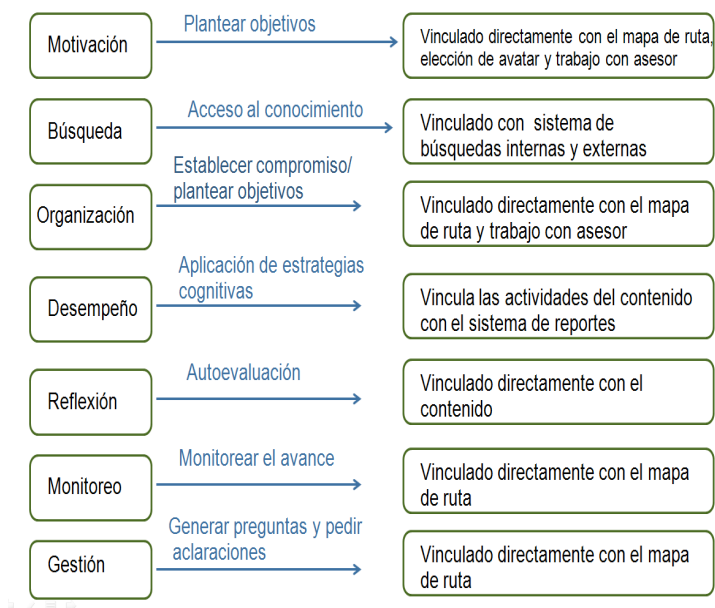 Motivación
Plantear objetivos
Vinculado directamente con el mapa de ruta,
elección de avatar y trabajo con asesor
Búsqueda
Acceso al conocimiento
Vinculado con sistema de
búsquedas internas y externas
Organización
Establecer compromiso/
plantear objetivos
Vinculado directamente con el mapa
de ruta y trabajo con asesor
Desempeño
Aplicación de estrategias
cognitivas
Vincula las actividades del contenido
con el sistema de reportes
Reflexión
Autoevaluación
Vinculado directamente con el
contenido
Monitoreo
Monitorear el avance
Vinculado directamente con el mapa
de ruta
Gestión
Generar preguntas y pedir
aclaraciones
Vinculado directamente con el mapa
de ruta